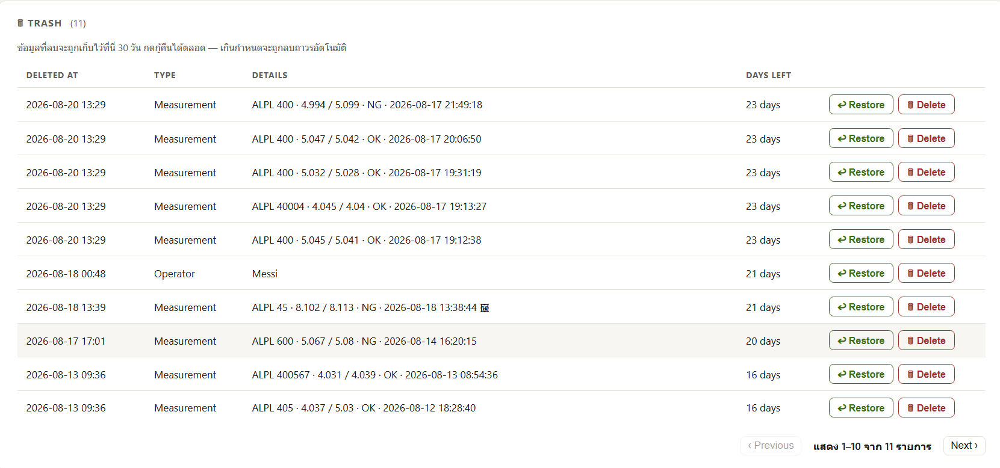 TRASH (11)
ข้อมูลที่ลบจะถูกเก็บไว้ที่นี่ 30 วัน กดกู้คืนได้ตลอด — เกินกำหนดจะถูกลบถาวรอัตโนมัติ
DELETED AT TYPE DETAILS DAYS LEFT
2026-08-20 13:29 Measurement ALPL 400 · 4.994 / 5.099 · NG · 2026-08-17 21:49:18 23 days Restore Delete
2026-08-20 13:29 Measurement ALPL 400 · 5.047 / 5.042 · OK · 2026-08-17 20:06:50 23 days Restore Delete
2026-08-20 13:29 Measurement ALPL 400 · 5.032 / 5.028 · OK · 2026-08-17 19:31:19 23 days Restore Delete
2026-08-20 13:29 Measurement ALPL 40004 · 4.045 / 4.04 · OK · 2026-08-17 19:13:27 23 days Restore Delete
2026-08-20 13:29 Measurement ALPL 400 · 5.045 / 5.041 · OK · 2026-08-17 19:12:38 23 days Restore Delete
2026-08-18 00:48 Operator Messi 21 days Restore Delete
2026-08-18 13:39 Measurement ALPL 45 · 8.102 / 8.113 · NG · 2026-08-18 13:38:44 21 days Restore Delete
2026-08-17 17:01 Measurement ALPL 600 · 5.067 / 5.08 · NG · 2026-08-14 16:20:15 20 days Restore Delete
2026-08-13 09:36 Measurement ALPL 400567 · 4.031 / 4.039 · OK · 2026-08-13 08:54:36 16 days Restore Delete
2026-08-13 09:36 Measurement ALPL 405 · 4.037 / 5.03 · OK · 2026-08-12 18:28:40 16 days Restore Delete
‹ Previous แสดง 1–10 จาก 11 รายการ Next ›